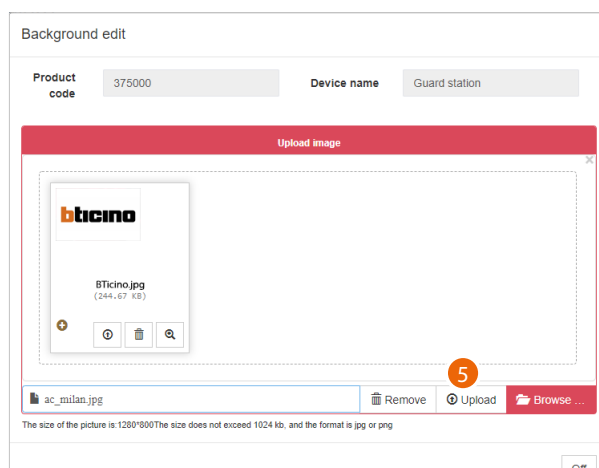 Background edit
Product code 375000 Device name Guard station
Upload image
×
bticino
BTicino.jpg
(244.67 KB)
5
ac_milan.jpg Remove Upload Browse ...
The size of the picture is:1280*800The size does not exceed 1024 kb, and the format is jpg or png